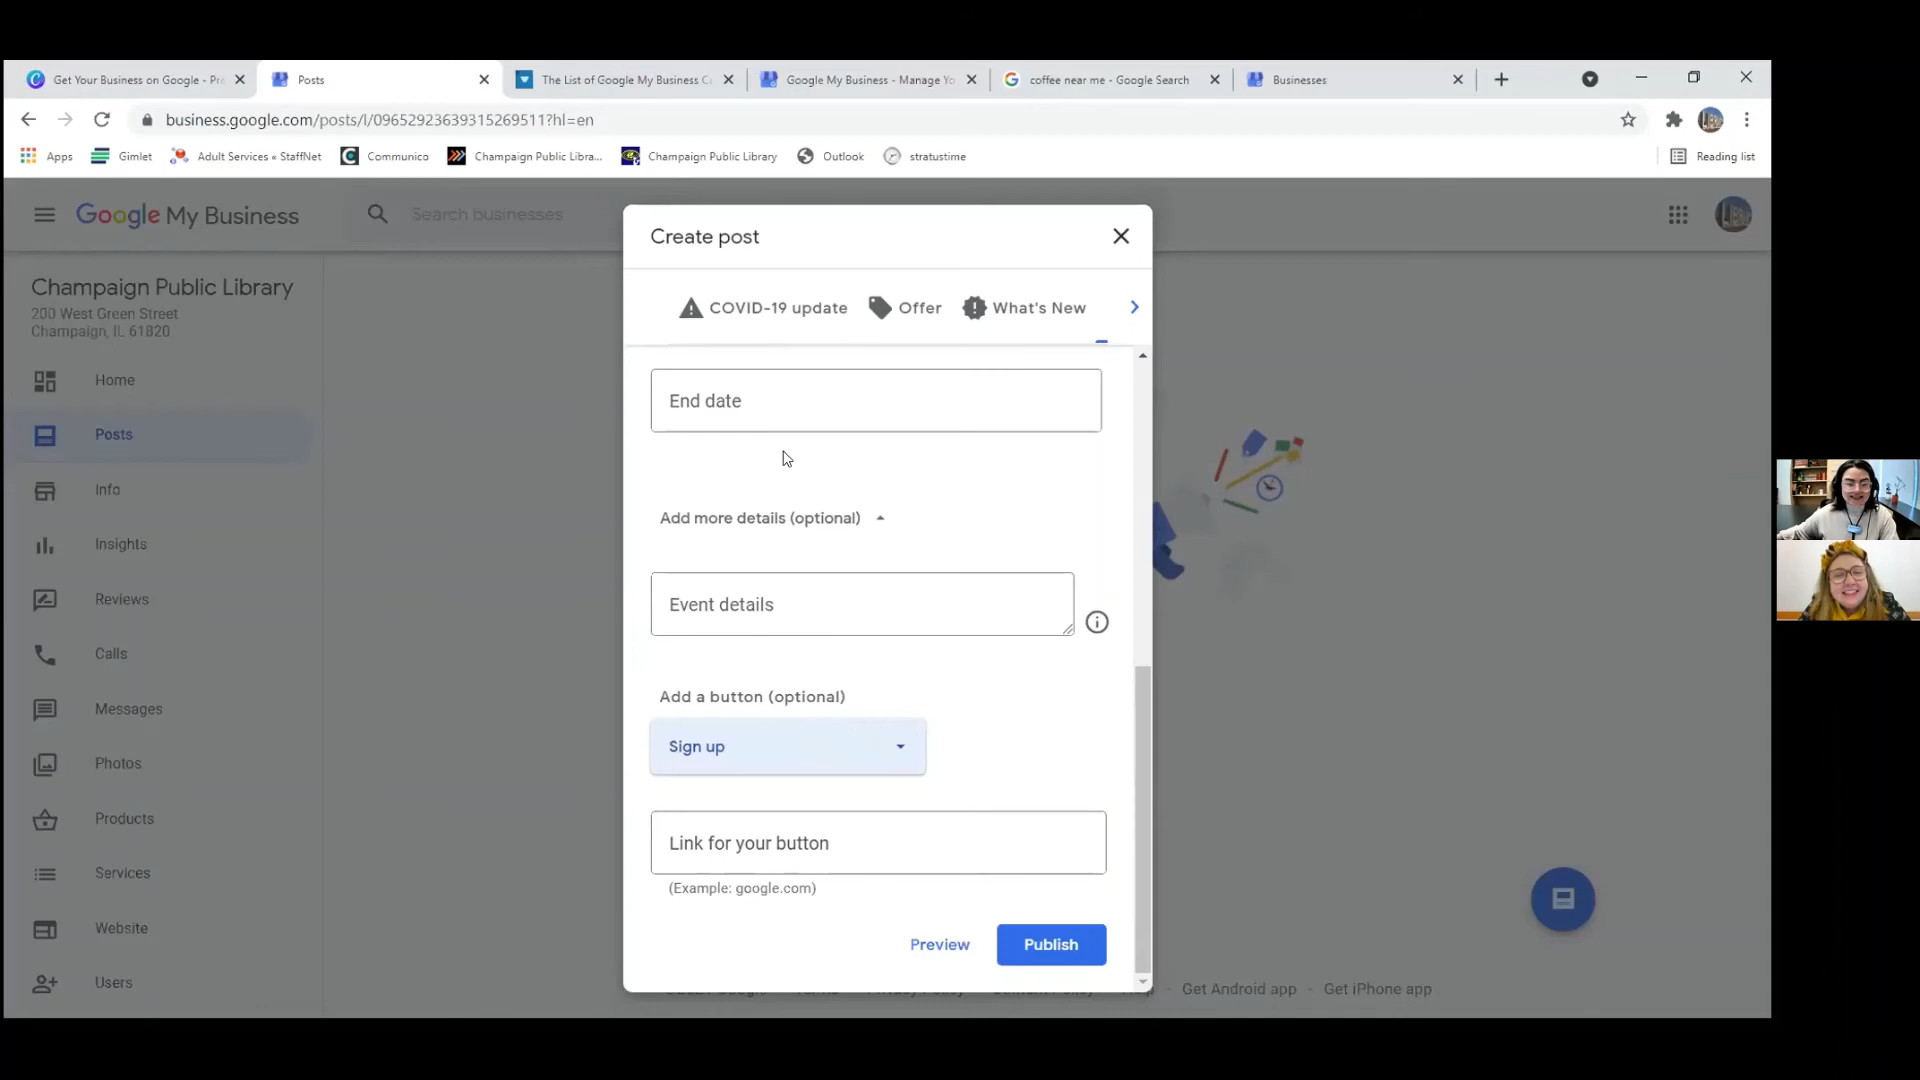 Get Your Business on Google - Pre
Posts
The List of Google My Business C
Google My Business - Manage Yo
coffee near me - Google Search
Businesses
business.google.com/posts/l/09652923639315269511?hl=en
Apps
Gimlet
Adult Services « StaffNet
Communico
Champaign Public Libra...
Champaign Public Library
Outlook
stratustime
Reading list
Google My Business
Search businesses
Champaign Public Library
200 West Green Street
Champaign, IL 61820
Home
Posts
Info
Insights
Reviews
Calls
Messages
Photos
Products
Services
Website
Users
Create post
COVID-19 update
Offer
What's New
End date
Add more details (optional)
Event details
Add a button (optional)
Sign up
Link for your button
(Example: google.com)
Preview
Publish
Get Android app - Get iPhone app